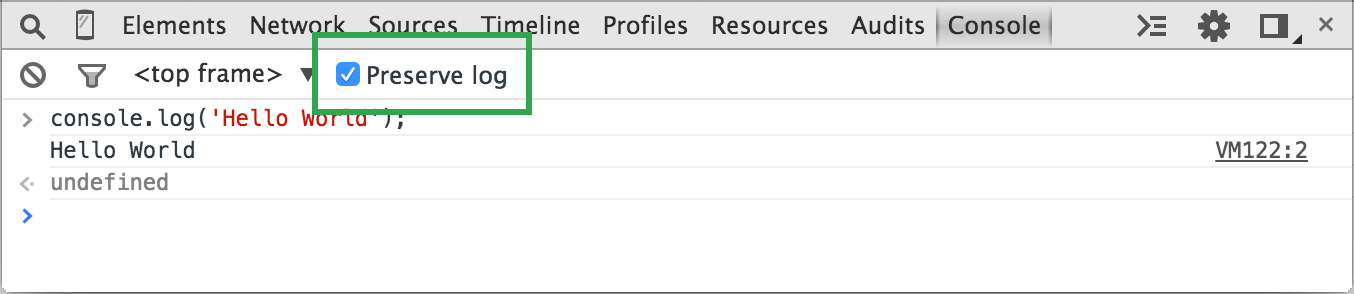 Elements Network Sources Timeline Profiles Resources Audits Console
<top frame> Preserve log
console.log('Hello World');
Hello World VM122:2
undefined